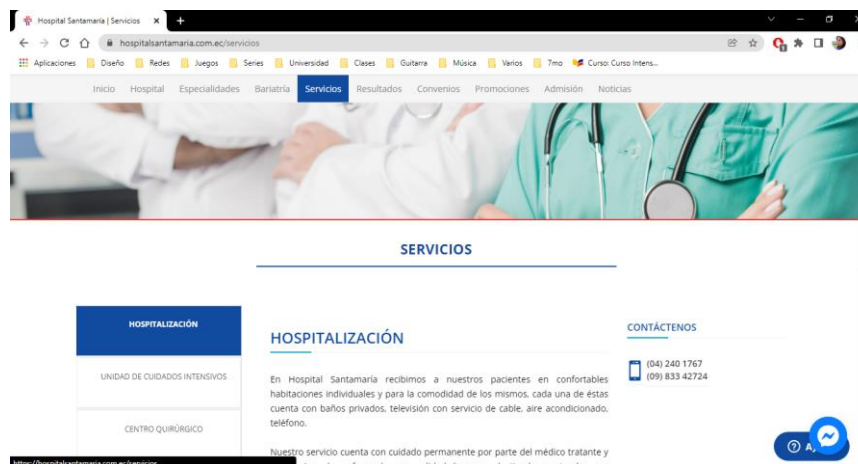 Hospital Santamaría | Servicios
hospitalsantamaria.com.ec/servicios
Aplicaciones Diseño Redes Juegos Series Universidad Clases Guitarra Música Varios 7mo Curso: Curso Intens...
Inicio Hospital Especialidades Bariatría Servicios Resultados Convenios Promociones Admisión Noticias
SERVICIOS
HOSPITALIZACIÓN
UNIDAD DE CUIDADOS INTENSIVOS
CENTRO QUIRÚRGICO
HOSPITALIZACIÓN
En Hospital Santamaría recibimos a nuestros pacientes en confortables
habitaciones individuales y para la comodidad de los mismos, cada una de éstas
cuenta con baños privados, televisión con servicio de cable, aire acondicionado,
teléfono.
Nuestro servicio cuenta con cuidado permanente por parte del médico tratante y
CONTÁCTENOS
(04) 240 1767
(09) 833 42724
https://hospitalsantamaria.com.ec/servicios